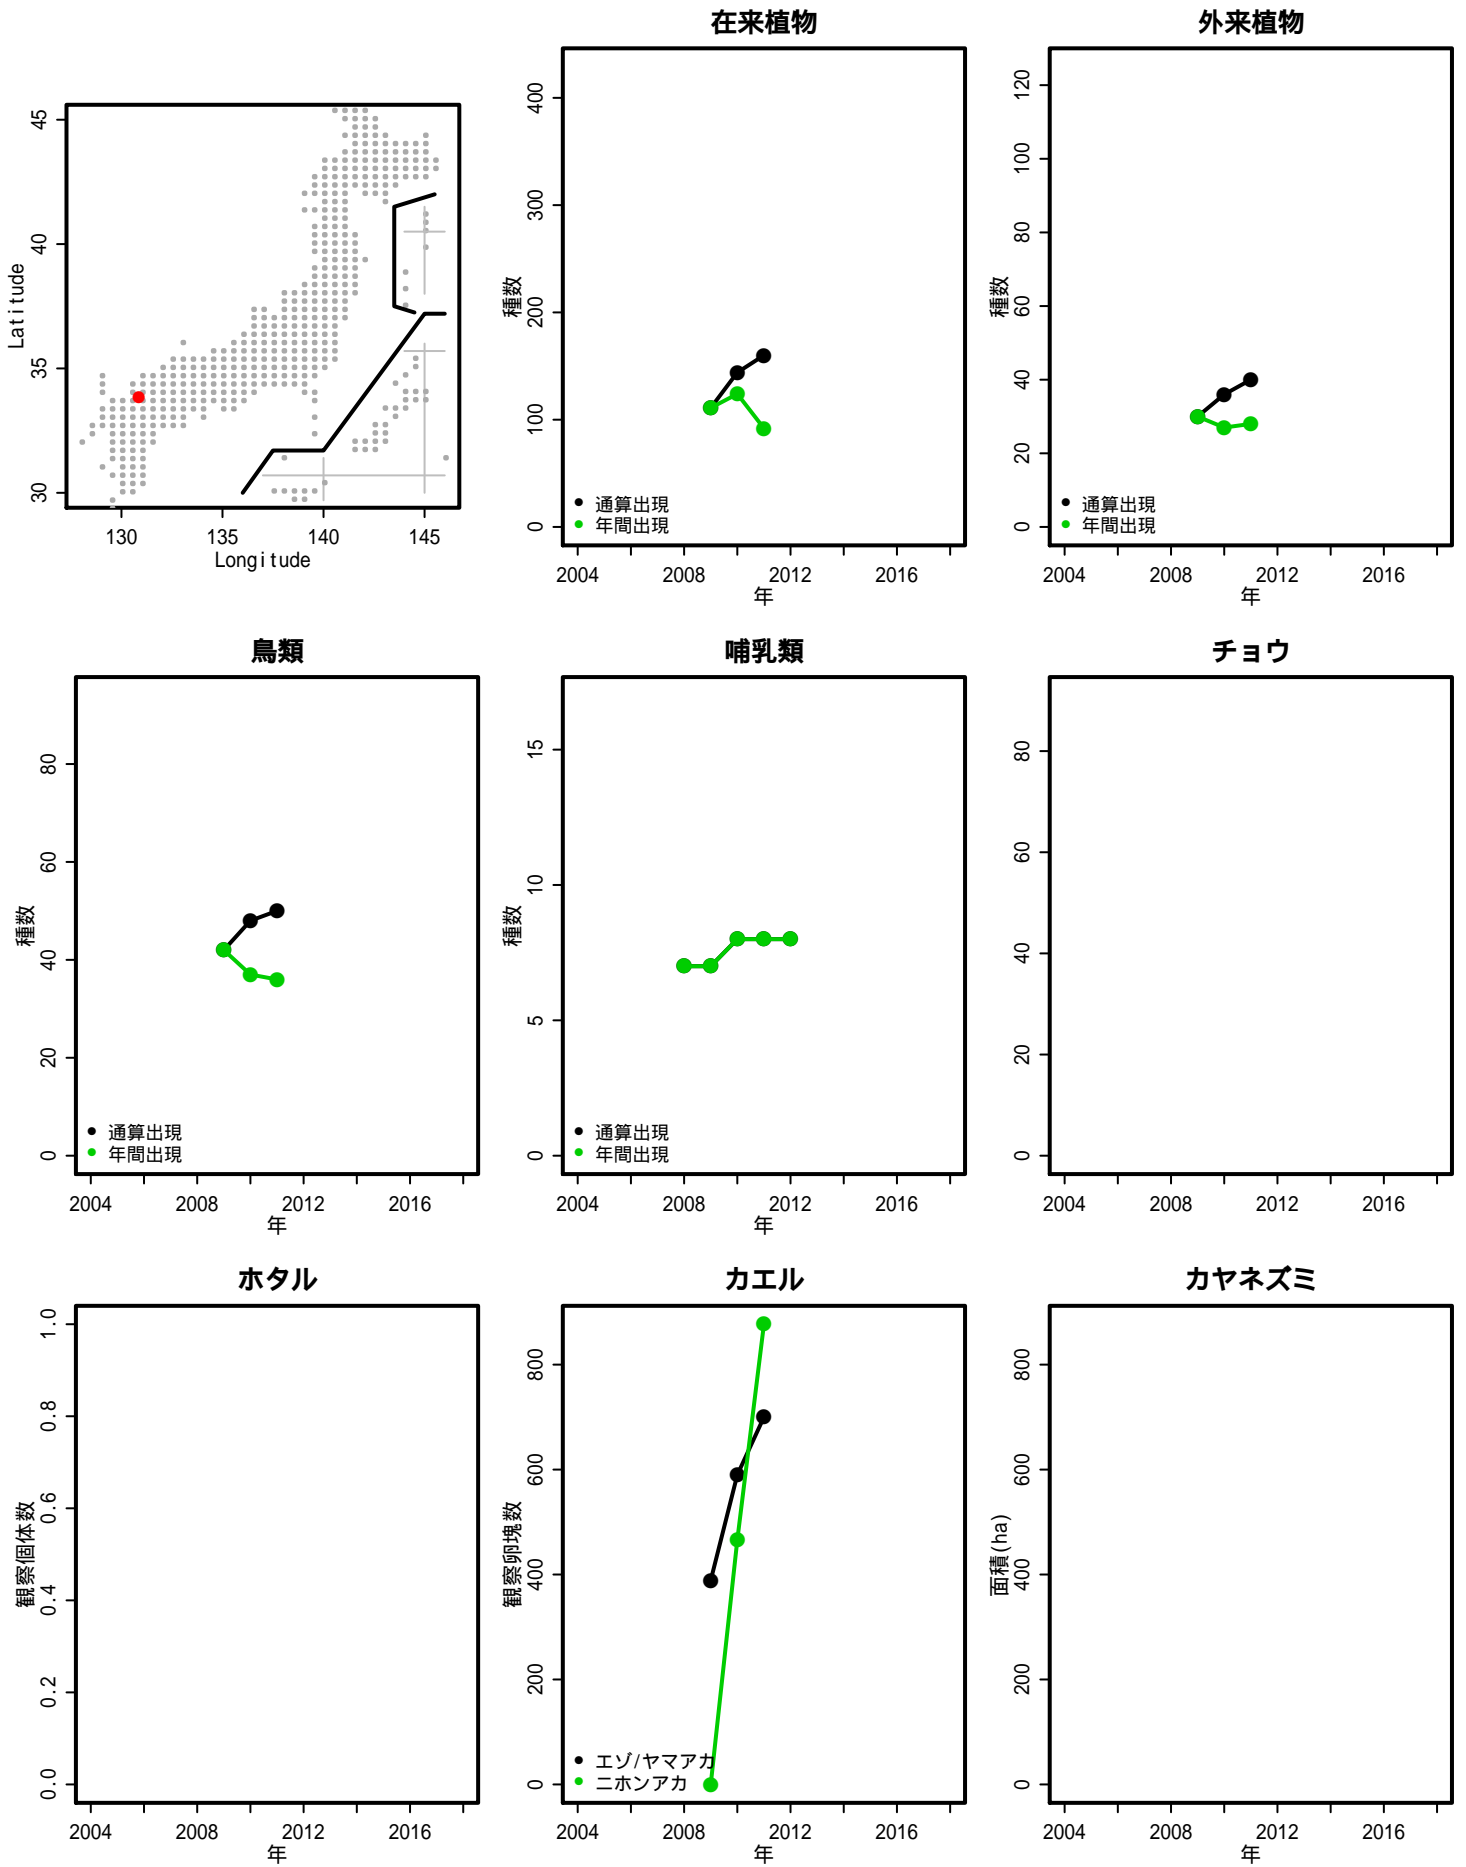 在来植物
外来植物
45
40
35
30
Latitude
130 135 140 145
Longitude
400
300
200
100
0
種数
通算出現
年間出現
2004 2008 2012 2016
年
120
100
80
60
40
20
0
種数
通算出現
年間出現
2004 2008 2012 2016
年
鳥類
哺乳類
チョウ
80
60
40
20
0
種数
通算出現
年間出現
2004 2008 2012 2016
年
15
10
5
0
種数
通算出現
年間出現
2004 2008 2012 2016
年
80
60
40
20
0
2004 2008 2012 2016
年
ホタル
カエル
カヤネズミ
1.0
0.8
0.6
0.4
0.2
0.0
観察個体数
2004 2008 2012 2016
年
800
600
400
200
0
観察卵塊数
エゾ/ヤマアカ
ニホンアカ
2004 2008 2012 2016
年
800
600
400
200
0
面積(ha)
2004 2008 2012 2016
年